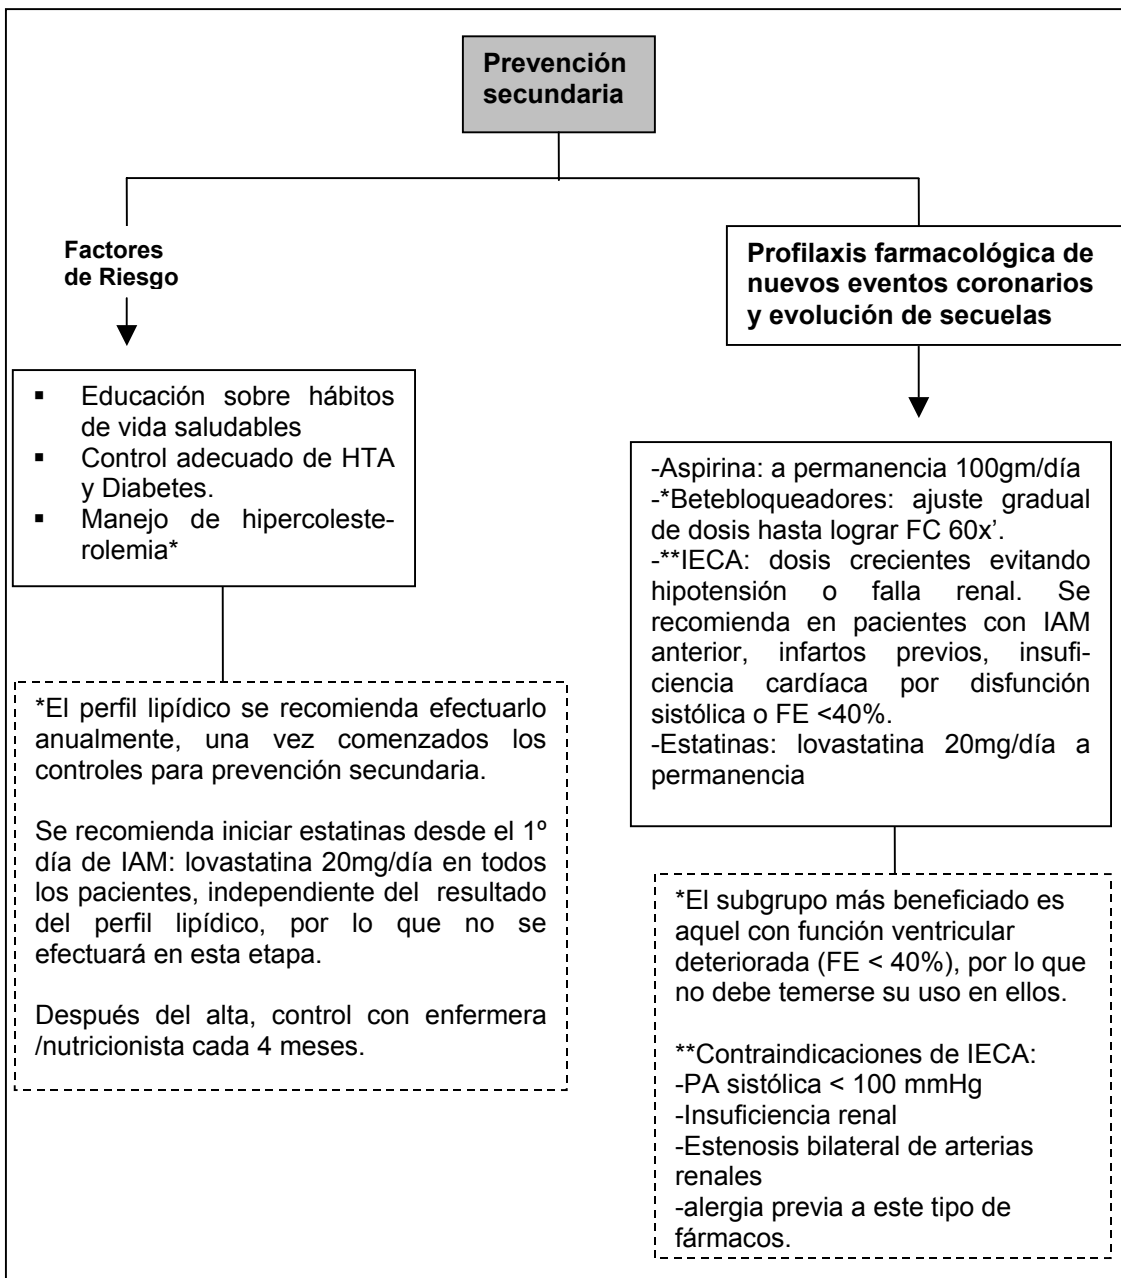 Prevención
secundaria
Factores
de Riesgo
▪ Educación sobre hábitos
de vida saludables
▪ Control adecuado de HTA
y Diabetes.
▪ Manejo de hipercoleste-
rolemia*
*El perfil lipídico se recomienda efectuarlo
anualmente, una vez comenzados los
controles para prevención secundaria.
Se recomienda iniciar estatinas desde el 1º
día de IAM: lovastatina 20mg/día en todos
los pacientes, independiente del resultado
del perfil lipídico, por lo que no se
efectuará en esta etapa.
Después del alta, control con enfermera
/nutricionista cada 4 meses.
Profilaxis farmacológica de
nuevos eventos coronarios
y evolución de secuelas
-Aspirina: a permanencia 100gm/día
-*Betebloqueadores: ajuste gradual
de dosis hasta lograr FC 60x’.
-**IECA: dosis crecientes evitando
hipotensión o falla renal. Se
recomienda en pacientes con IAM
anterior, infartos previos, insufi-
ciencia cardíaca por disfunción
sistólica o FE <40%.
-Estatinas: lovastatina 20mg/día a
permanencia
*El subgrupo más beneficiado es
aquel con función ventricular
deteriorada (FE < 40%), por lo que
no debe temerse su uso en ellos.
**Contraindicaciones de IECA:
-PA sistólica < 100 mmHg
-Insuficiencia renal
-Estenosis bilateral de arterias
renales
-alergia previa a este tipo de
fármacos.